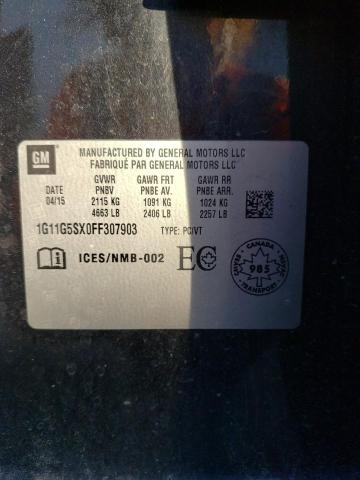 GM
MANUFACTURED BY GENERAL MOTORS LLC
FABRIQUÉ PAR GENERAL MOTORS LLC
GVWR GAWR FRT GAWR RR
DATE PNBV PNBE AV. PNBE ARR.
04/15 2115 KG 1091 KG 1024 KG
4663 LB 2406 LB 2257 LB
1G11G5SX0FF307903 TYPE: PC/VT
ICES/NMB-002 EC
CANADA
985
TRANSPORT